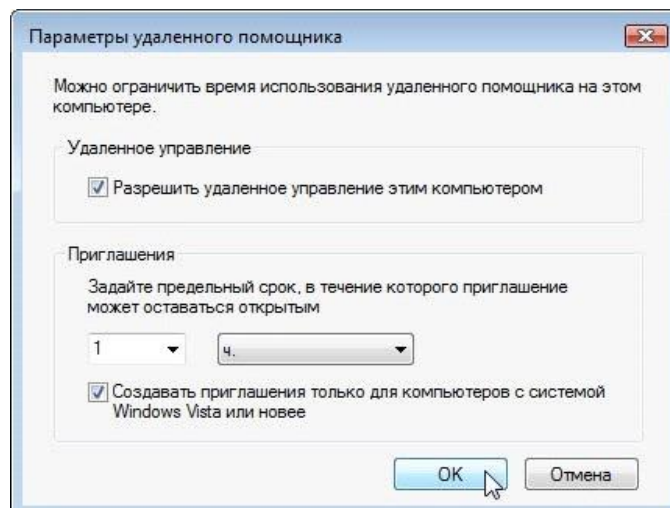 Параметры удаленного помощника
Можно ограничить время использования удаленного помощника на этом
компьютере.
Удаленное управление
Разрешить удаленное управление этим компьютером
Приглашения
Задайте предельный срок, в течение которого приглашение
может оставаться открытым
1 ч.
Создавать приглашения только для компьютеров с системой
Windows Vista или новее
OK Отмена